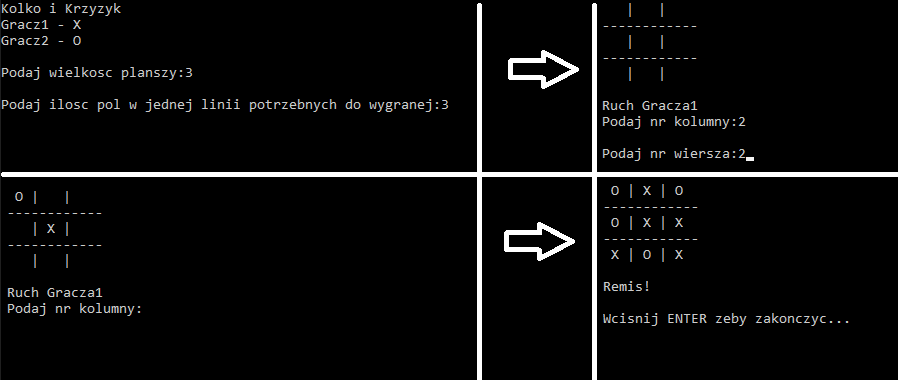 Kolko i Krzyzyk
Gracz1 - X
Gracz2 - O
Podaj wielkosc planszy:3
Podaj ilosc pol w jednej linii potrzebnych do wygranej:3
| |
------------
| |
------------
| |
Ruch Gracza1
Podaj nr kolumny:2
Podaj nr wiersza:2_
O | |
------------
| X |
------------
| |
Ruch Gracza1
Podaj nr kolumny:
O | X | O
------------
O | X | X
------------
X | O | X
Remis!
Wcisnij ENTER zeby zakonczyc...